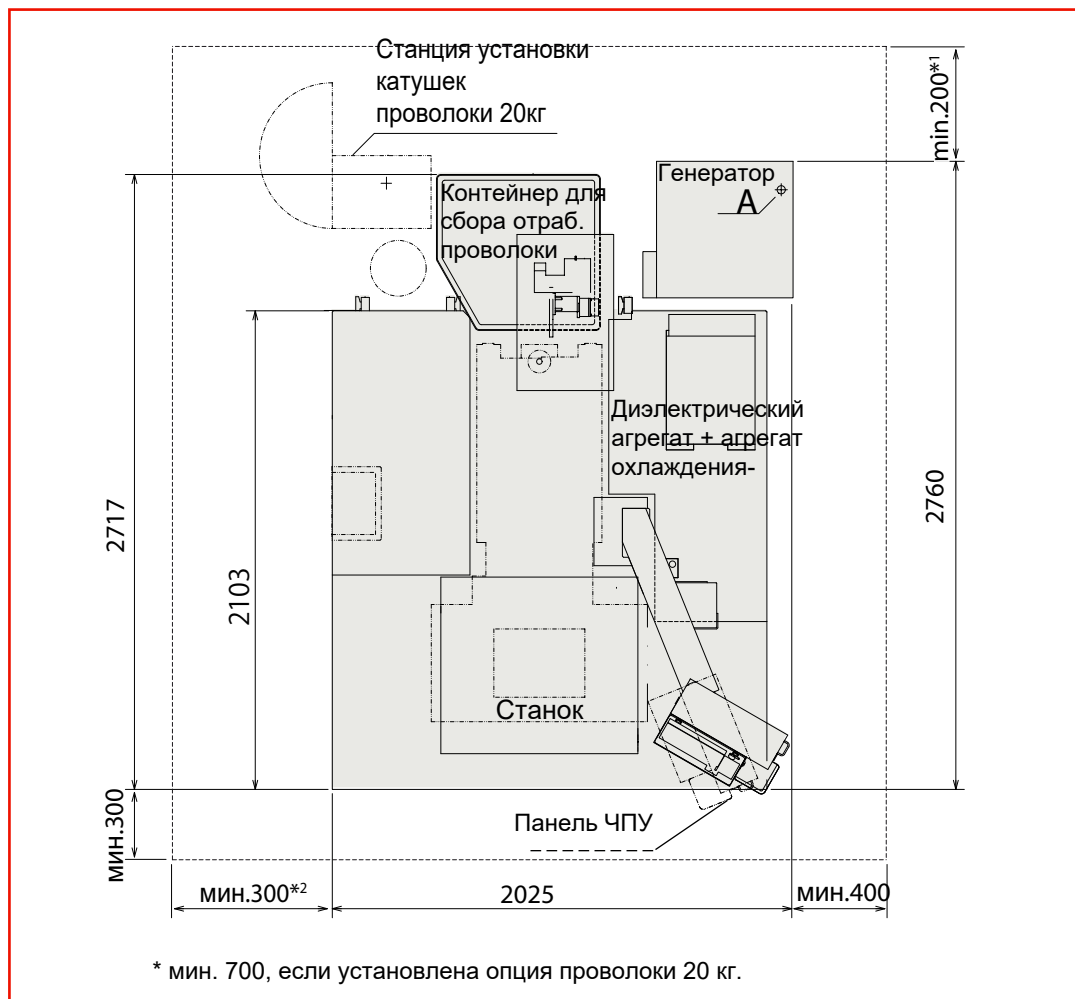 Станция установки
катушек
проволоки 20кг
min.200*1
Генератор
A
Контейнер для
сбора отраб.
проволоки
Диэлектрический
агрегат + агрегат
охлаждения-
2717
2103
2760
Станок
Панель ЧПУ
мин.300
мин.300*2
2025
мин.400
* мин. 700, если установлена опция проволоки 20 кг.